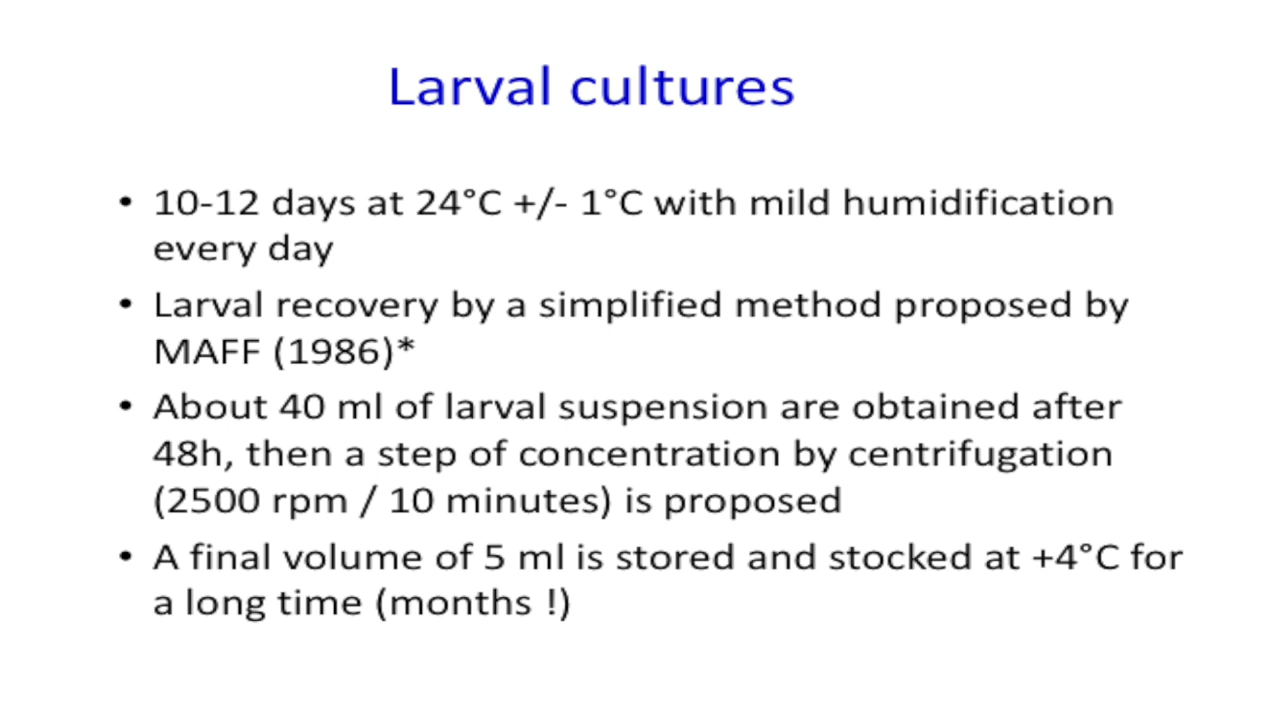 Larval cultures
• 10-12 days at 24°C +/- 1°C with mild humidification
every day
• Larval recovery by a simplified method proposed by
MAFF (1986)*
• About 40 ml of larval suspension are obtained after
48h, then a step of concentration by centrifugation
(2500 rpm / 10 minutes) is proposed
• A final volume of 5 ml is stored and stocked at +4°C for
a long time (months !)